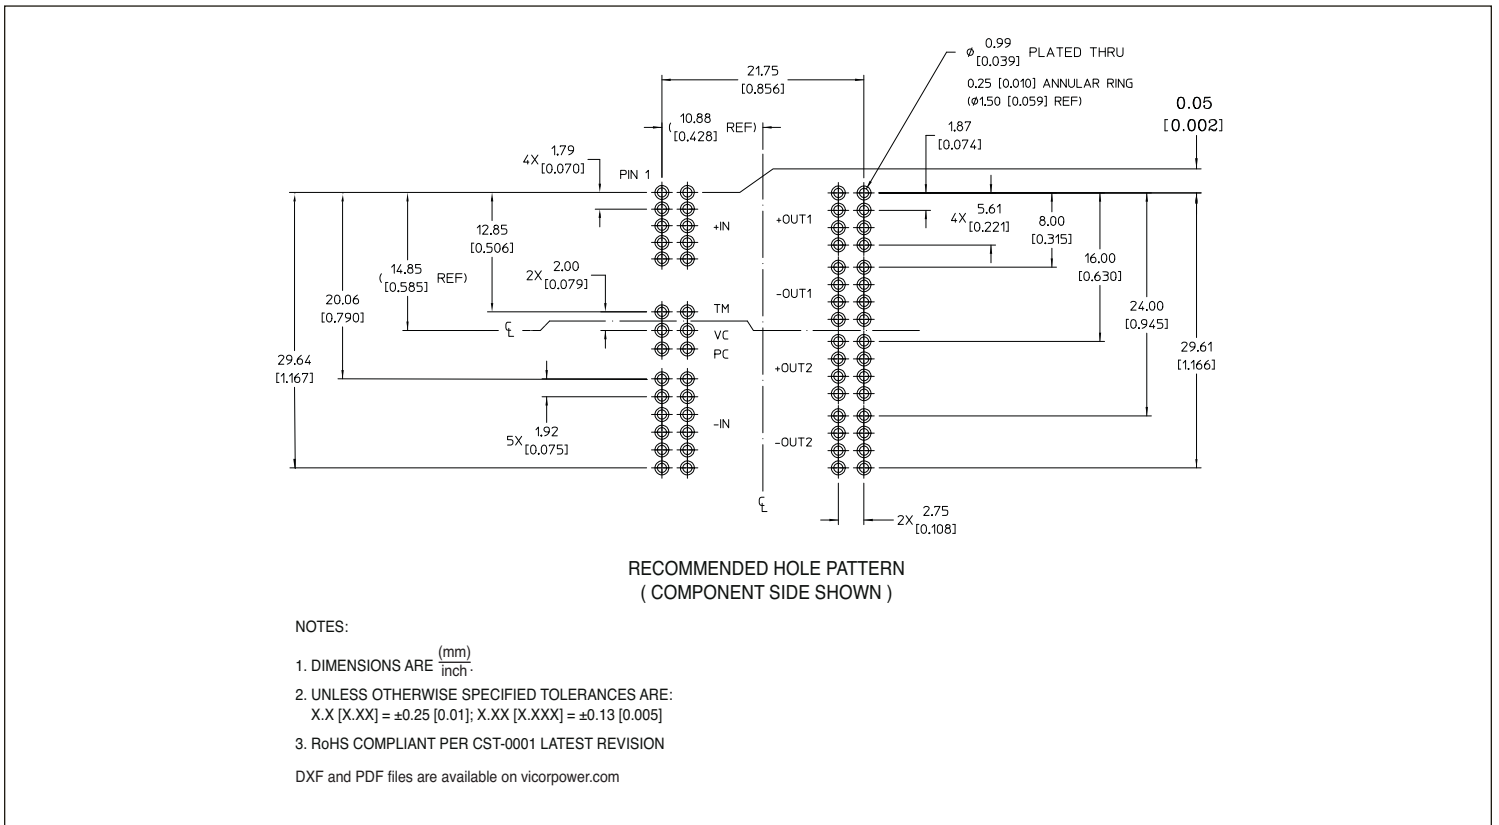 0.99
Ø [0.039] PLATED THRU
0.25 [0.010] ANNULAR RING
(Ø1.50 [0.059] REF)
21.75
[0.856]
0.05
[0.002]
( 10.88 REF)
[0.428]
1.87
[0.074]
4X 1.79
[0.070]
PIN 1
+IN
+OUT1
4X 5.61
[0.221]
8.00
[0.315]
12.85
[0.506]
( 14.85 REF)
[0.585]
2X 2.00
[0.079]
16.00
[0.630]
-OUT1
20.06
[0.790]
TM
24.00
[0.945]
℄
VC
PC
29.64
[1.167]
29.61
[1.166]
+OUT2
-IN
5X 1.92
[0.075]
-OUT2
℄
2X 2.75
[0.108]
RECOMMENDED HOLE PATTERN
( COMPONENT SIDE SHOWN )
NOTES:
1. DIMENSIONS ARE (mm)
inch.
2. UNLESS OTHERWISE SPECIFIED TOLERANCES ARE:
X.X [X.XX] = ±0.25 [0.01]; X.XX [X.XXX] = ±0.13 [0.005]
3. RoHS COMPLIANT PER CST-0001 LATEST REVISION
DXF and PDF files are available on vicorpower.com